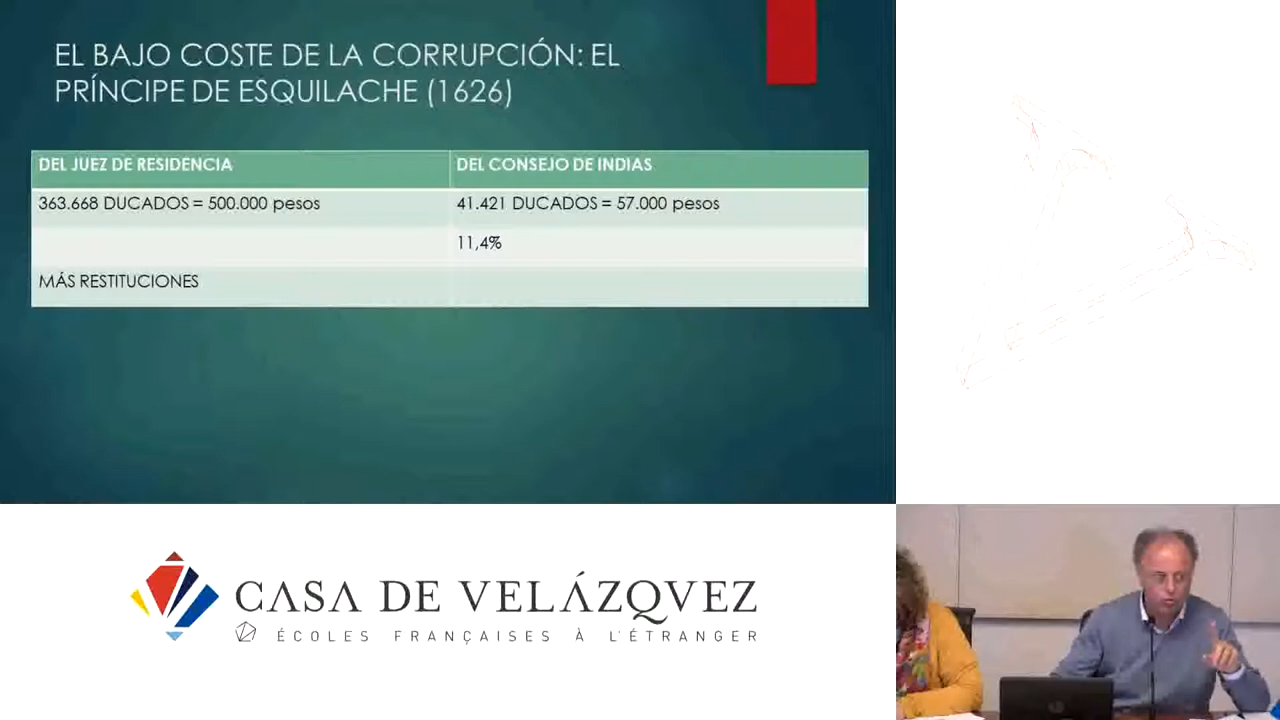 EL BAJO COSTE DE LA CORRUPCIÓN: EL
PRÍNCIPE DE ESQUILACHE (1626)
DEL JUEZ DE RESIDENCIA
DEL CONSEJO DE INDIAS
363.668 DUCADOS = 500.000 pesos
41.421 DUCADOS = 57.000 pesos
11,4%
MÁS RESTITUCIONES
CASA DE VELÁZQVEZ
ÉCOLES FRANÇAISES À L'ÉTRANGER